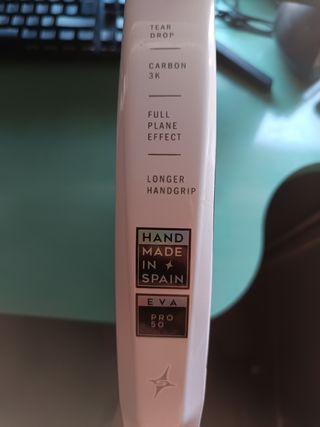 TEAR
DROP
CARBON
3K
FULL
PLANE
EFFECT
LONGER
HANDGRIP
HAND
MADE
IN
SPAIN
EVA
PRO
50